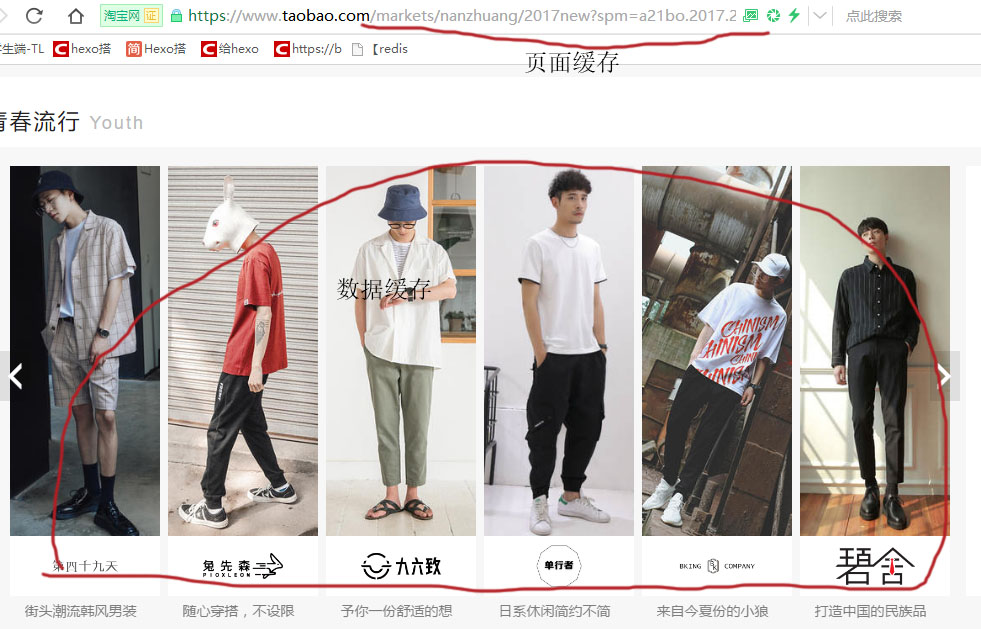 淘宝网 证 https://www.taobao.com/markets/nanzhuang/2017new?spm=a21bo.2017.2 点此搜索
生端-TL hexo搭 简 Hexo搭 给hexo https://b 【redis
页面缓存
青春流行 Youth
数据缓存
CHINISM
CHINISM
CHINISM
第四十九天 兔先森 PIOXLEON 九六致 单行者 BKING COMPANY 碧舍
街头潮流韩风男装 随心穿搭，不设限 予你一份舒适的想 日系休闲简约不简 来自今夏份的小狼 打造中国的民族品